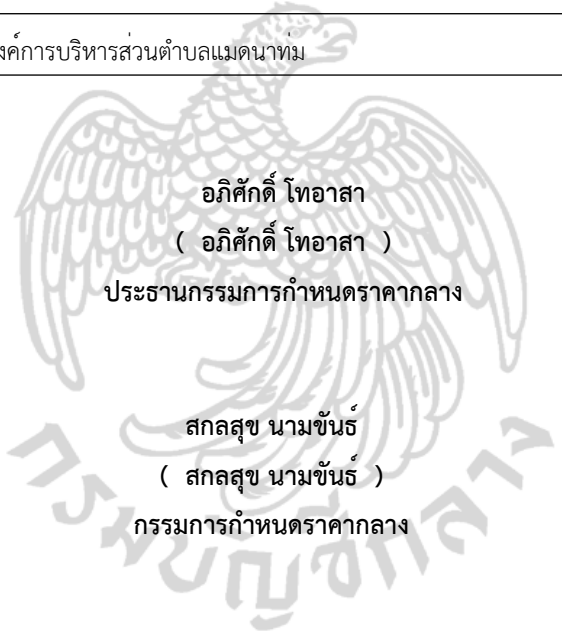 งค์การบริหารส่วนตำบลแมดนาท่ม
อภิศักดิ์ โทอาสา
( อภิศักดิ์ โทอาสา )
ประธานกรรมการกำหนดราคากลาง
สกลสุข นามขันธ์
( สกลสุข นามขันธ์ )
กรรมการกำหนดราคากลาง
กรมบัญชีกลาง